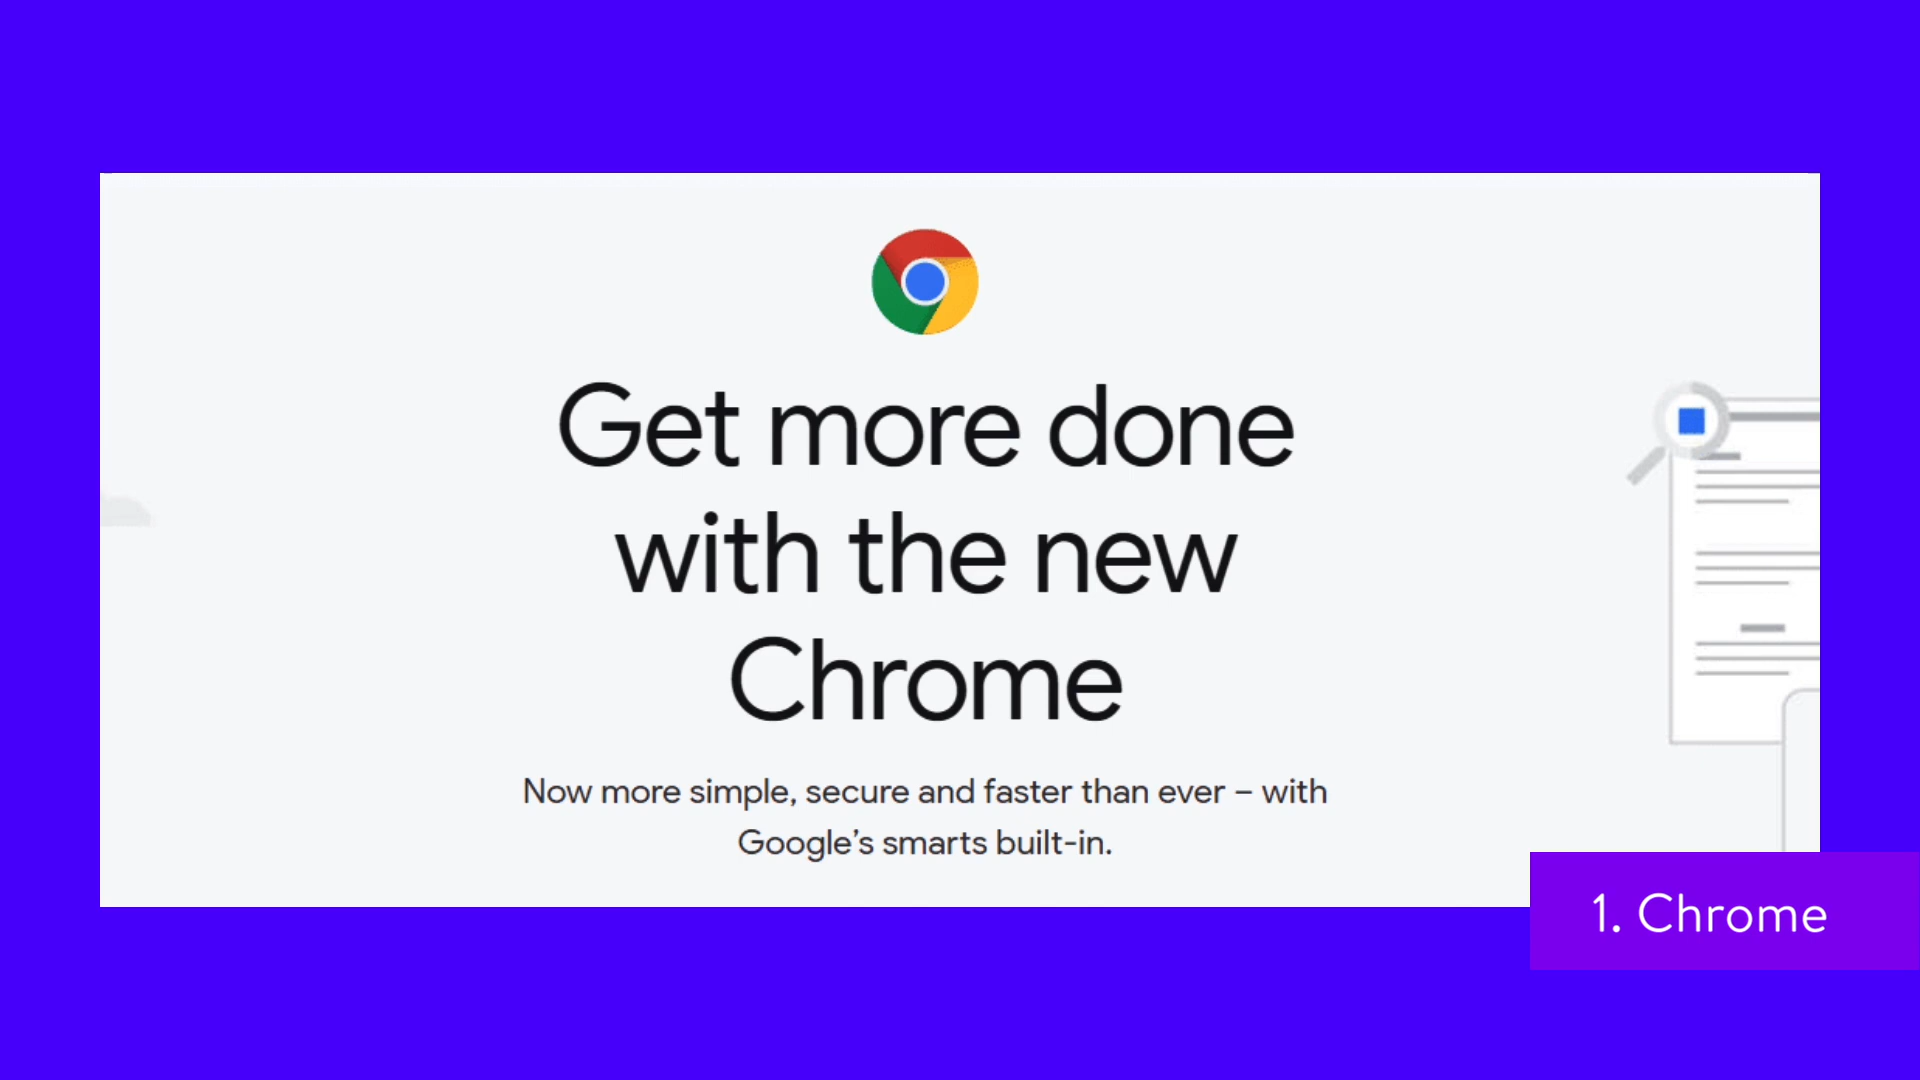 Get more done
with the new
Chrome
Now more simple, secure and faster than ever – with
Google’s smarts built-in.
1. Chrome